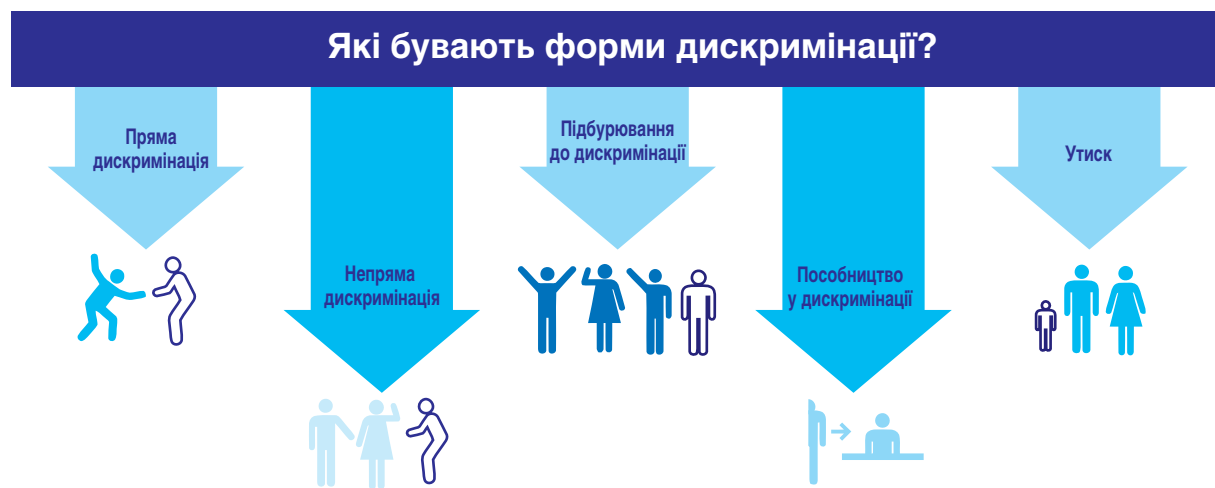 Які бувають форми дискримінації?
Пряма
дискримінація
Непряма
дискримінація
Підбурювання
до дискримінації
Пособництво
у дискримінації
Утиск